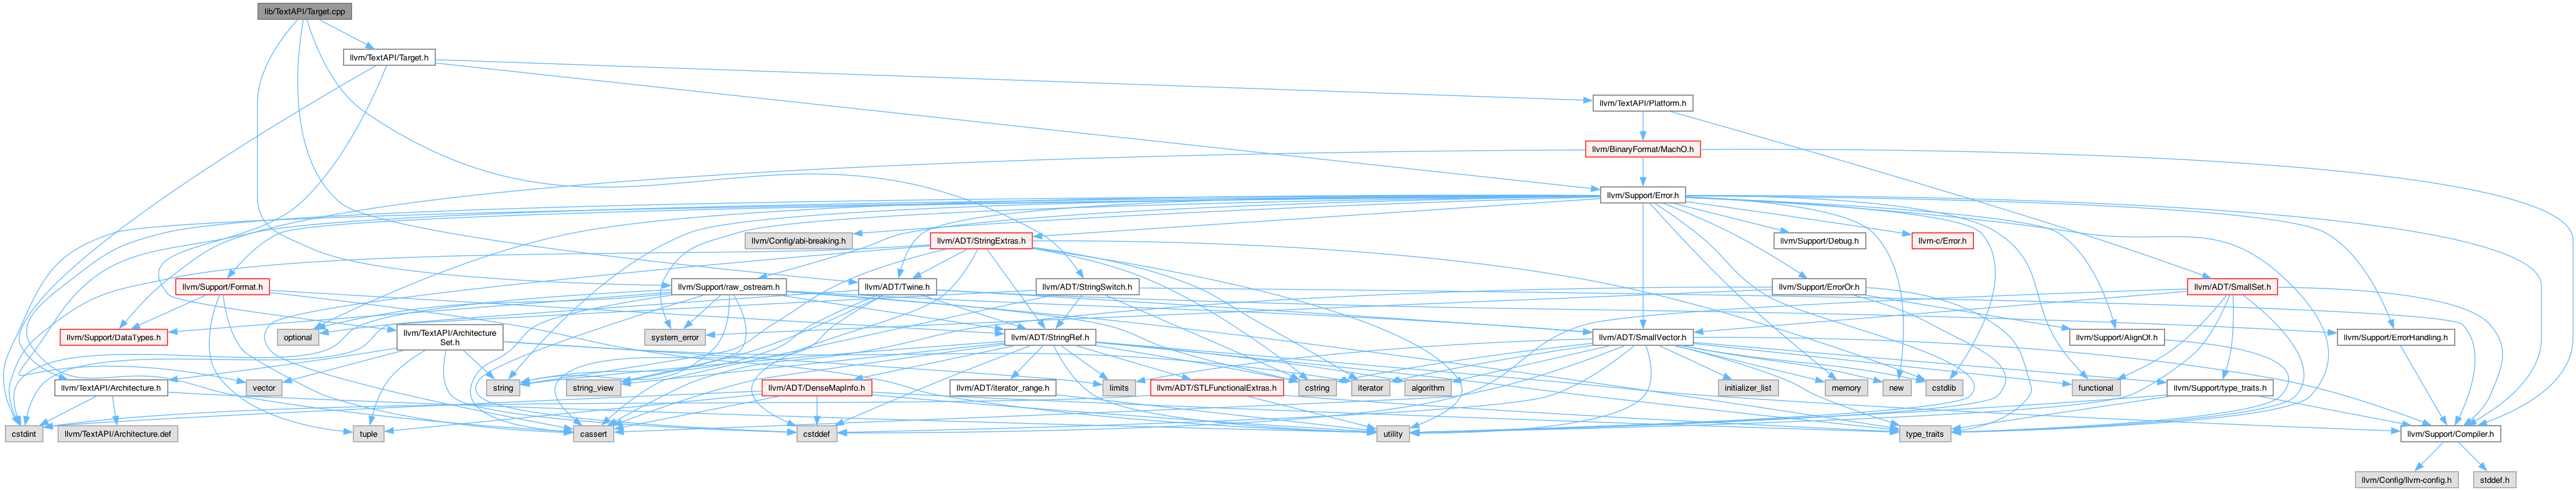 lib/TextAPI/Target.cpp
llvm/TextAPI/Target.h
llvm/TextAPI/Platform.h
llvm/BinaryFormat/MachO.h
llvm/Support/Error.h
llvm/Config/abi-breaking.h
llvm/ADT/StringExtras.h
llvm/Support/Debug.h
llvm-c/Error.h
llvm/Support/Format.h
llvm/Support/raw_ostream.h
llvm/ADT/Twine.h
llvm/ADT/StringSwitch.h
llvm/Support/ErrorOr.h
llvm/ADT/SmallSet.h
llvm/Support/DataTypes.h
optional
llvm/TextAPI/Architecture
Set.h
system_error
llvm/ADT/StringRef.h
llvm/ADT/SmallVector.h
llvm/Support/AlignOf.h
llvm/Support/ErrorHandling.h
llvm/TextAPI/Architecture.h
vector
string
string_view
llvm/ADT/DenseMapInfo.h
llvm/ADT/iterator_range.h
limits
llvm/ADT/STLFunctionalExtras.h
cstring
iterator
algorithm
initializer_list
memory
new
cstdlib
functional
llvm/Support/type_traits.h
cstdint
llvm/TextAPI/Architecture.def
tuple
cassert
cstddef
utility
type_traits
llvm/Support/Compiler.h
llvm/Config/llvm-config.h
stddef.h